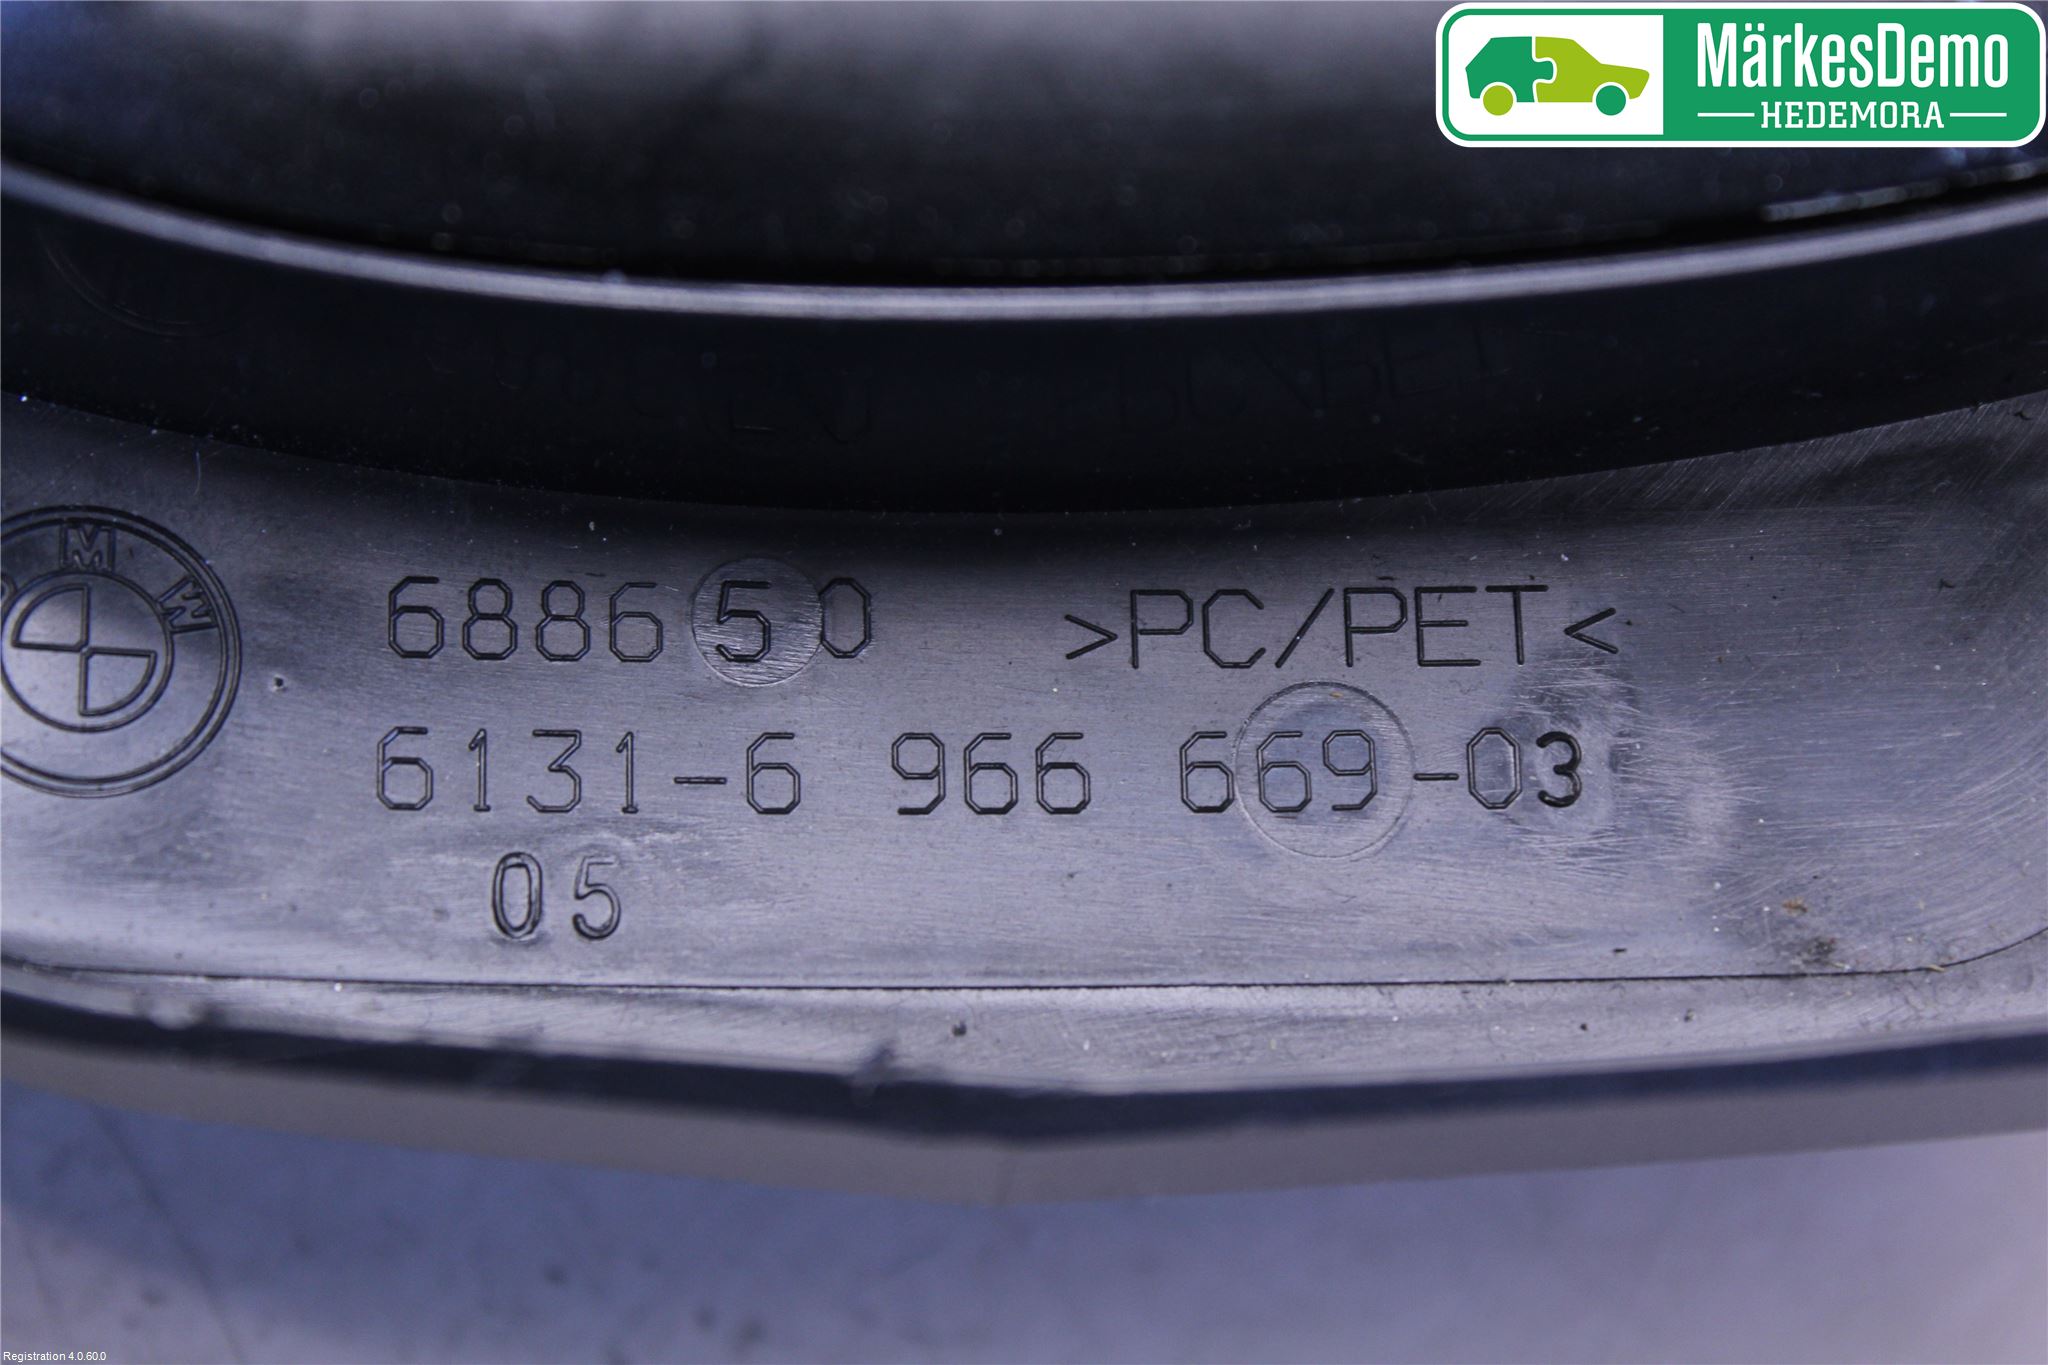 MärkesDemo
HEDEMORA
BMW
688650 >PC/PET<
6131-6 966 669-03
05
Registration 4.0.60.0